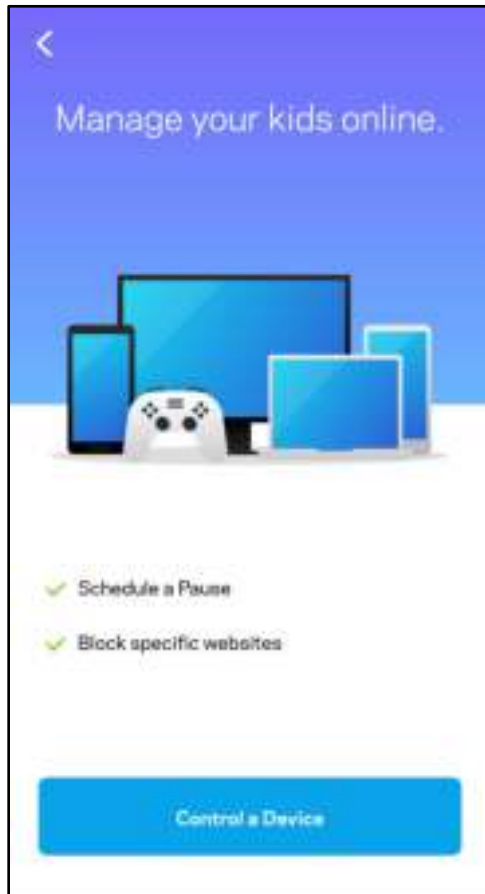 Manage your kids online.
Schedule a Pause
Block specific websites
Control a Device